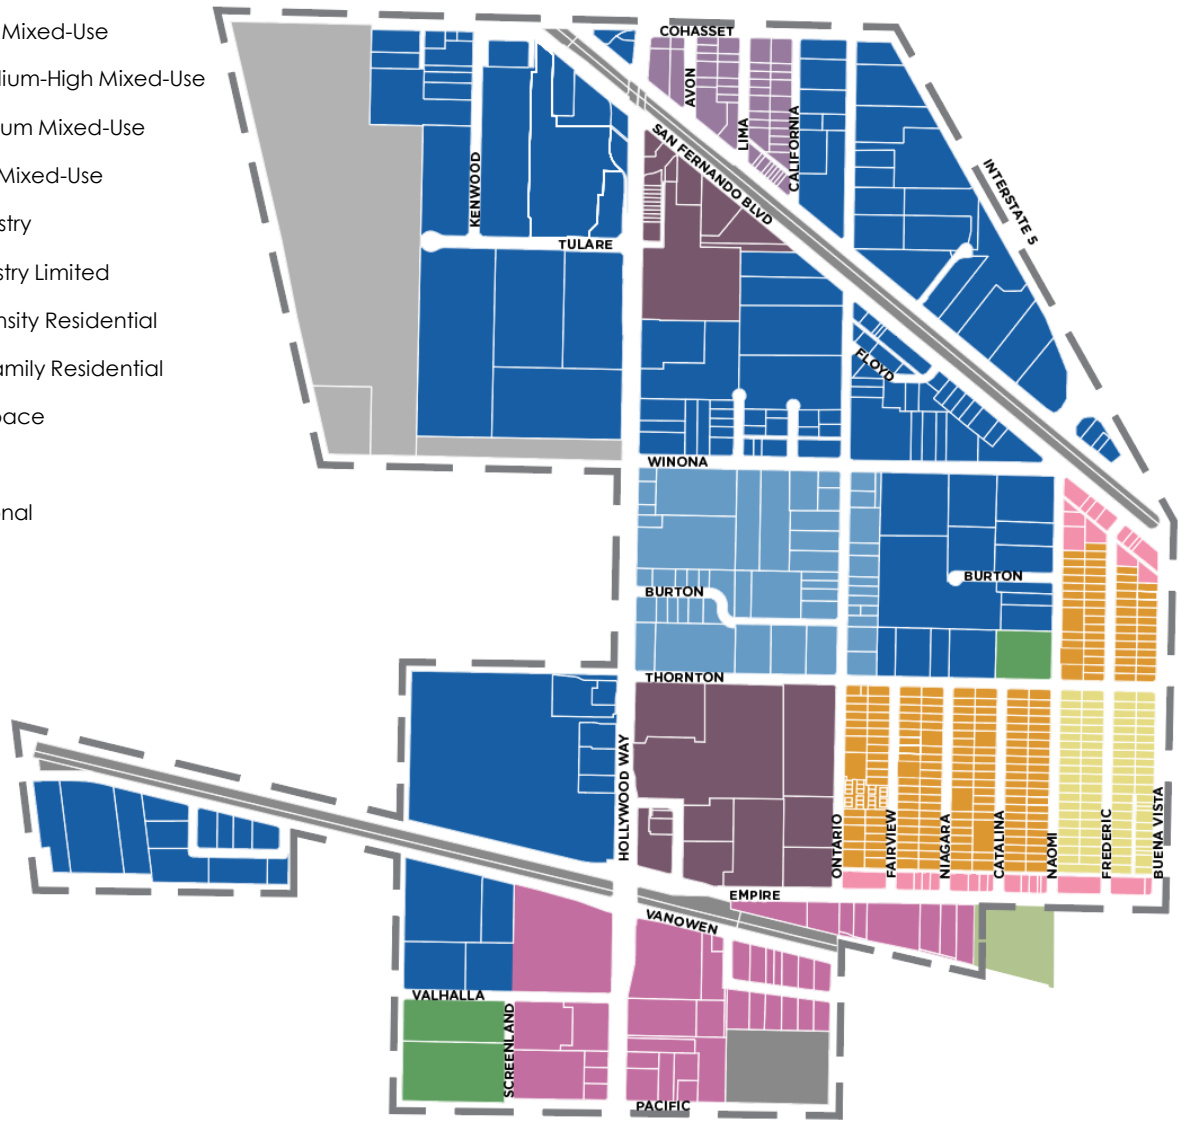 Mixed-Use
lium-High Mixed-Use
um Mixed-Use
Mixed-Use
stry
stry Limited
nsity Residential
amily Residential
pace
nal
COHASSET
AVON
LIMA
CALIFORNIA
SAN FERNANDO BLVD
INTERSTATE 5
KENWOOD
TULARE
FLOYD
WINONA
BURTON
BURTON
THORNTON
HOLLYWOOD WAY
ONTARIO
FAIRVIEW
NIAGARA
CATALINA
NAOMI
FREDERIC
BUENA VISTA
EMPIRE
VANOWEN
VALHALLA
SCREENLAND
PACIFIC